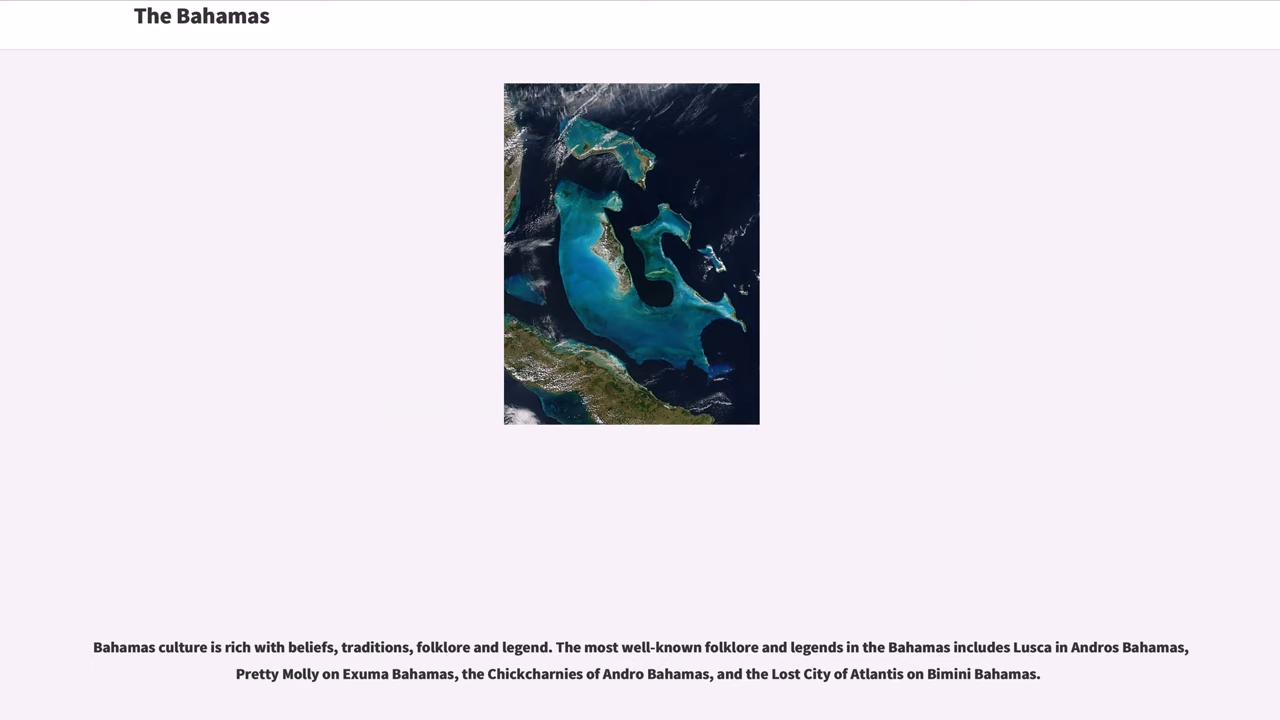 The Bahamas
Bahamas culture is rich with beliefs, traditions, folklore and legend. The most well-known folklore and legends in the Bahamas includes Lusca in Andros Bahamas,
Pretty Molly on Exuma Bahamas, the Chickcharnies of Andro Bahamas, and the Lost City of Atlantis on Bimini Bahamas.